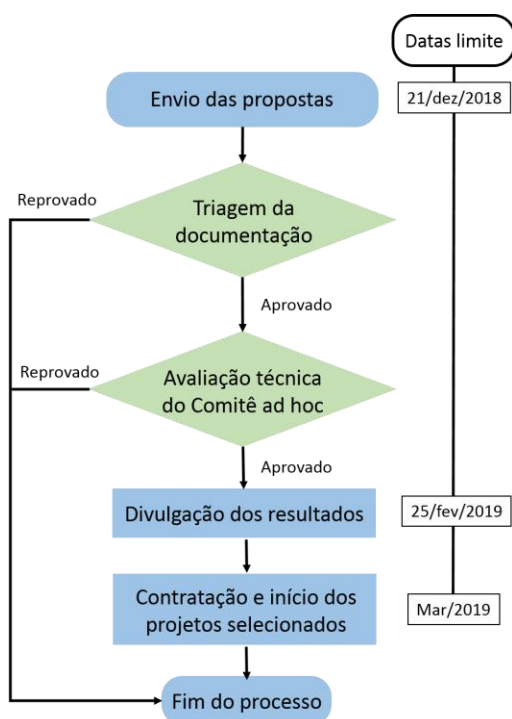 Datas limite
Envio das propostas
21/dez/2018
Reprovado
Triagem da
documentação
Aprovado
Reprovado
Avaliação técnica
do Comitê ad hoc
Aprovado
Divulgação dos resultados
25/fev/2019
Contratação e início dos
projetos selecionados
Mar/2019
Fim do processo